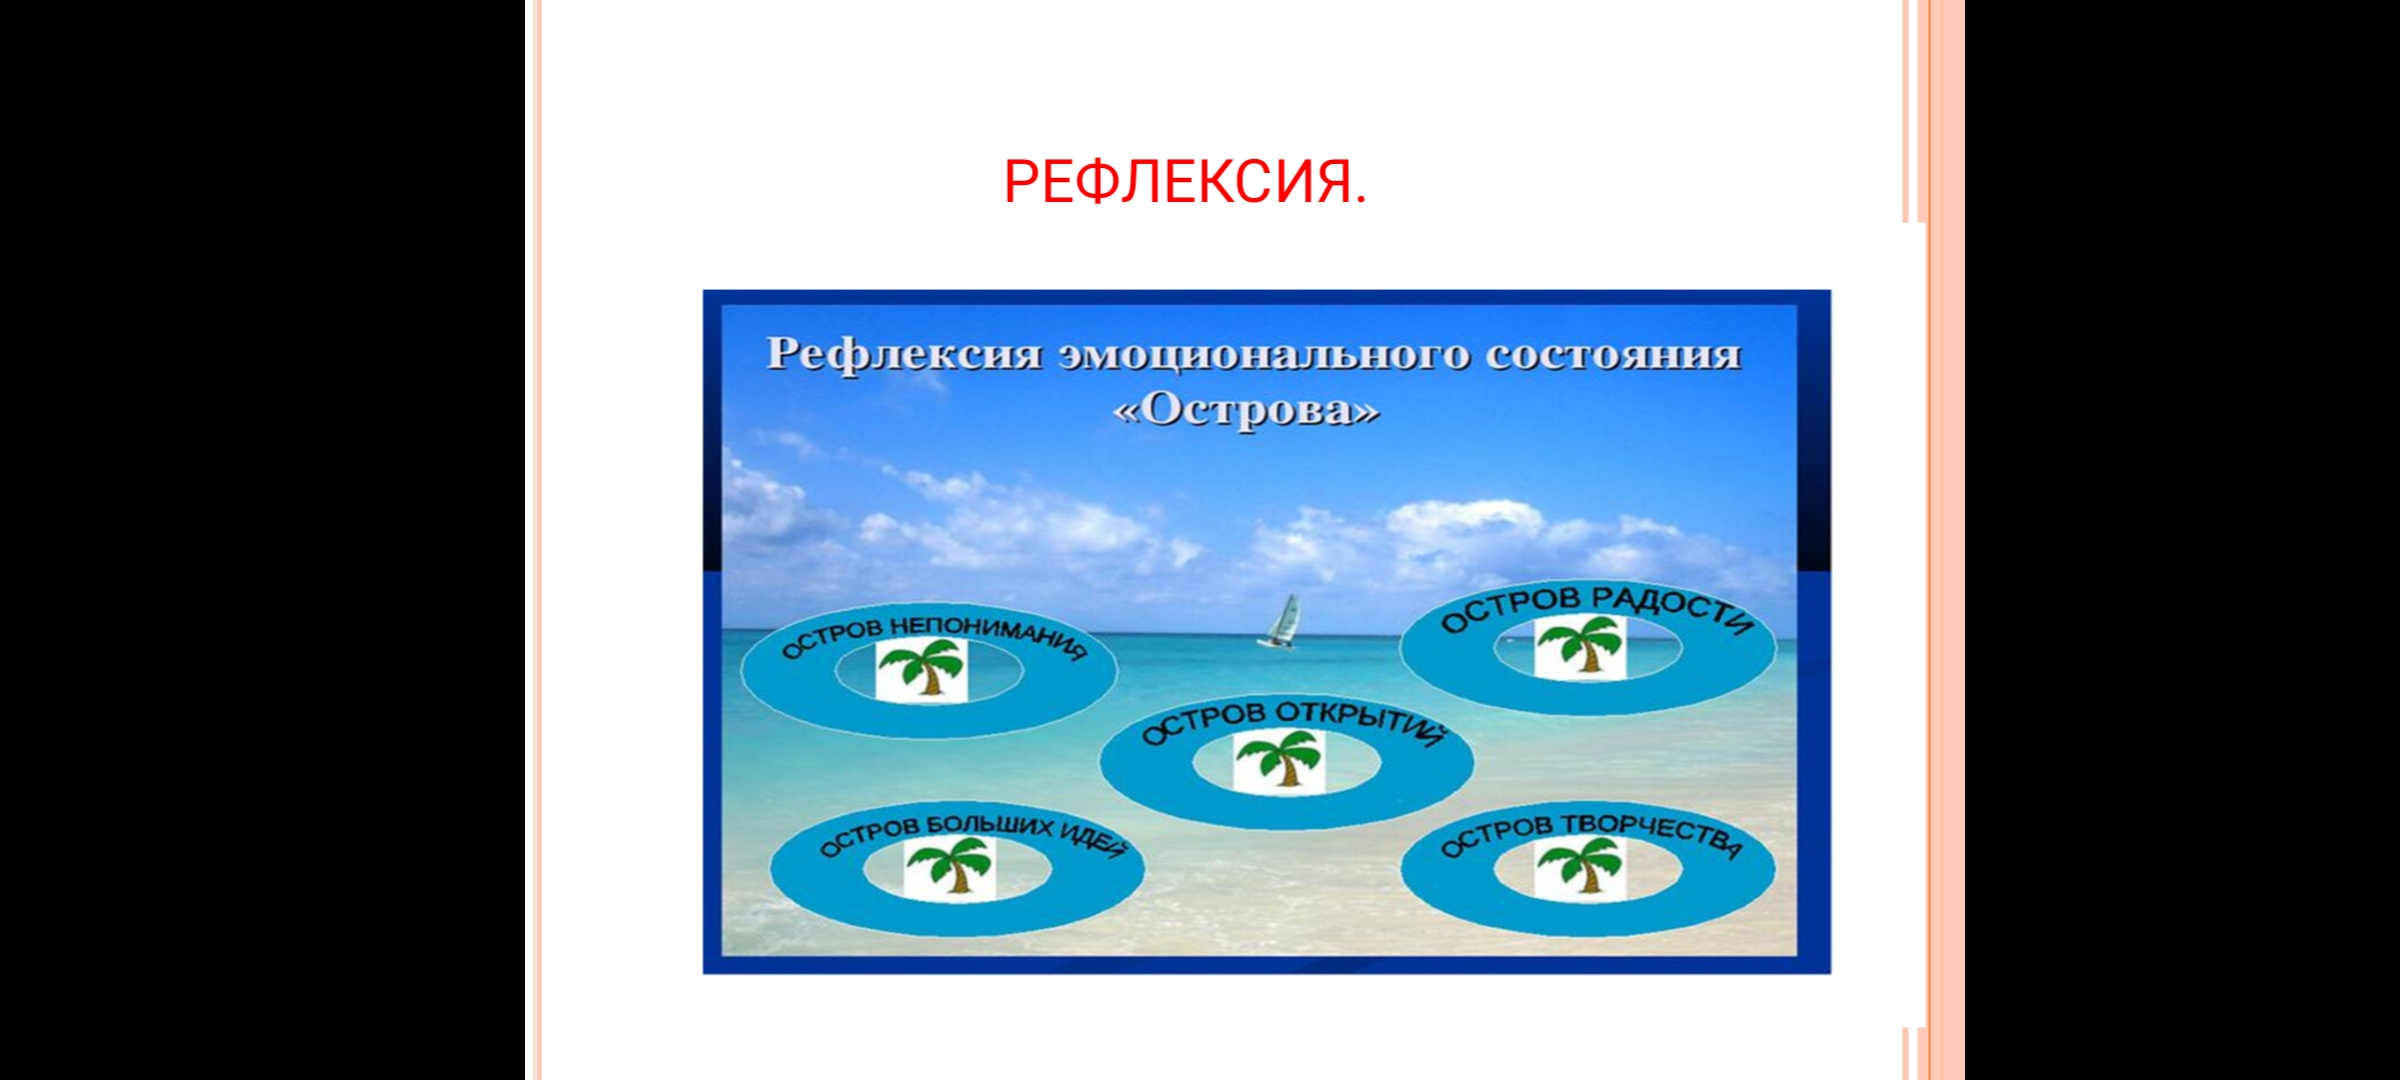 РЕФЛЕКСИЯ.
Рефлексия эмоционального состояния
«Острова»
ОСТРОВ НЕПОНИМАНИЯ
ОСТРОВ РАДОСТИ
ОСТРОВ ОТКРЫТИЙ
ОСТРОВ БОЛЬШИХ ИДЕЙ
ОСТРОВ ТВОРЧЕСТВА